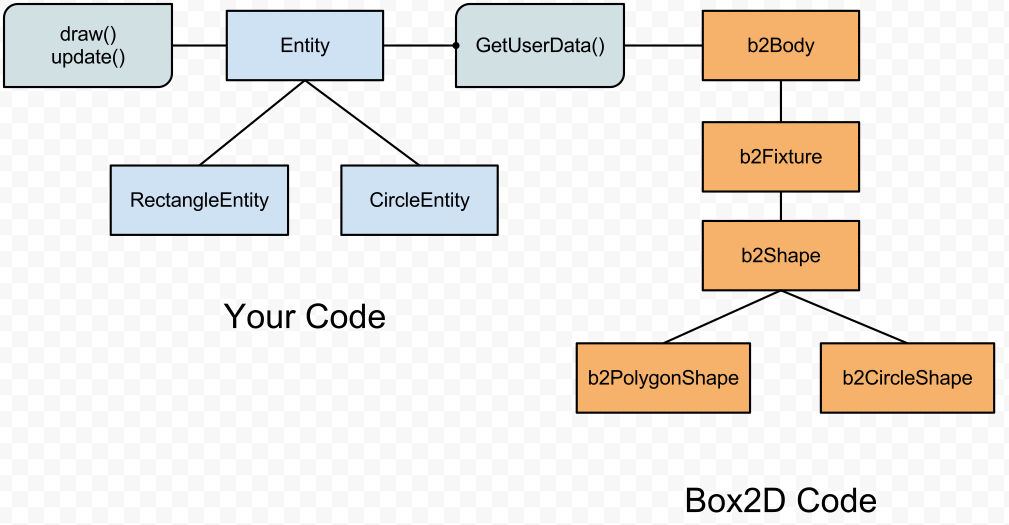 draw()
update()
Entity
GetUserData()
b2Body
b2Fixture
RectangleEntity
CircleEntity
b2Shape
Your Code
b2PolygonShape
b2CircleShape
Box2D Code